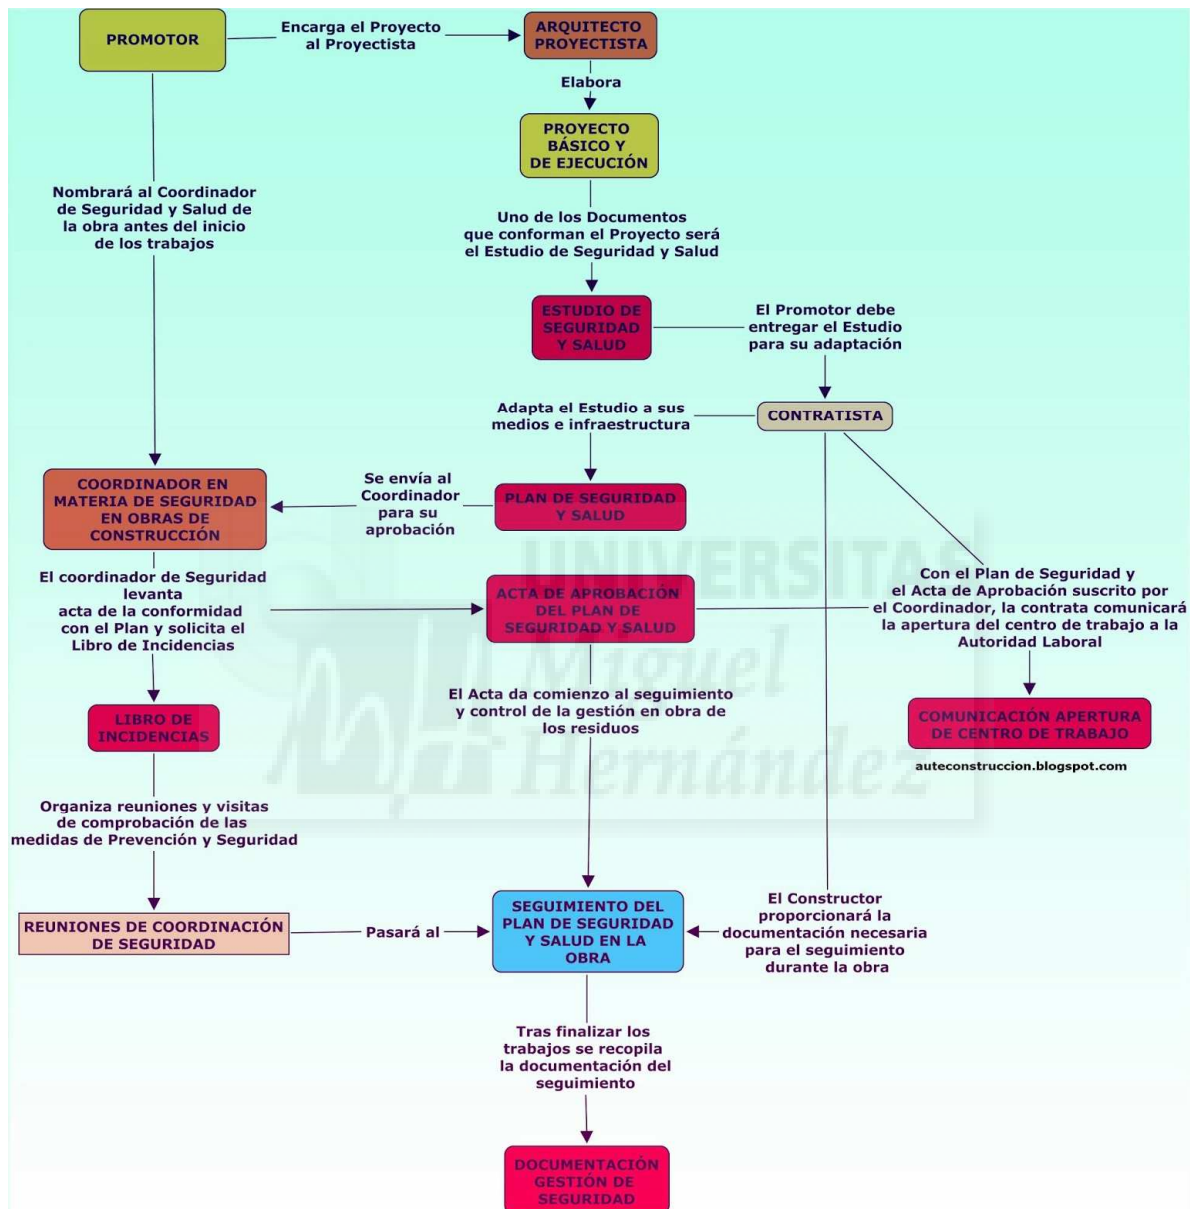 PROMOTOR
Encarga el Proyecto
al Proyectista
ARQUITECTO
PROYECTISTA
Elabora
PROYECTO
BÁSICO Y
DE EJECUCIÓN
Nombrará al Coordinador
de Seguridad y Salud de
la obra antes del inicio
de los trabajos
Uno de los Documentos
que conforman el Proyecto será
el Estudio de Seguridad y Salud
ESTUDIO DE
SEGURIDAD
Y SALUD
El Promotor debe
entregar el Estudio
para su adaptación
CONTRATISTA
Adapta el Estudio a sus
medios e infraestructura
PLAN DE SEGURIDAD
Y SALUD
Se envía al
Coordinador
para su
aprobación
COORDINADOR EN
MATERIA DE SEGURIDAD
EN OBRAS DE
CONSTRUCCIÓN
El coordinador de Seguridad
levanta
acta de la conformidad
con el Plan y solicita el
Libro de Incidencias
ACTA DE APROBACIÓN
DEL PLAN DE
SEGURIDAD Y SALUD
Con el Plan de Seguridad y
el Acta de Aprobación suscrito por
el Coordinador, la contrata comunicará
la apertura del centro de trabajo a la
Autoridad Laboral
UNIVERSITAS
Miguel
Hernández
LIBRO DE
INCIDENCIAS
El Acta da comienzo al seguimiento
y control de la gestión en obra de
los residuos
COMUNICACIÓN APERTURA
DE CENTRO DE TRABAJO
auteconstruccion.blogspot.com
Organiza reuniones y visitas
de comprobación de las
medidas de Prevención y Seguridad
REUNIONES DE COORDINACIÓN
DE SEGURIDAD
Pasará al
SEGUIMIENTO DEL
PLAN DE SEGURIDAD
Y SALUD EN LA
OBRA
El Constructor
proporcionará la
documentación necesaria
para el seguimiento
durante la obra
Tras finalizar los
trabajos se recopila
la documentación del
seguimiento
DOCUMENTACIÓN
GESTIÓN DE
SEGURIDAD